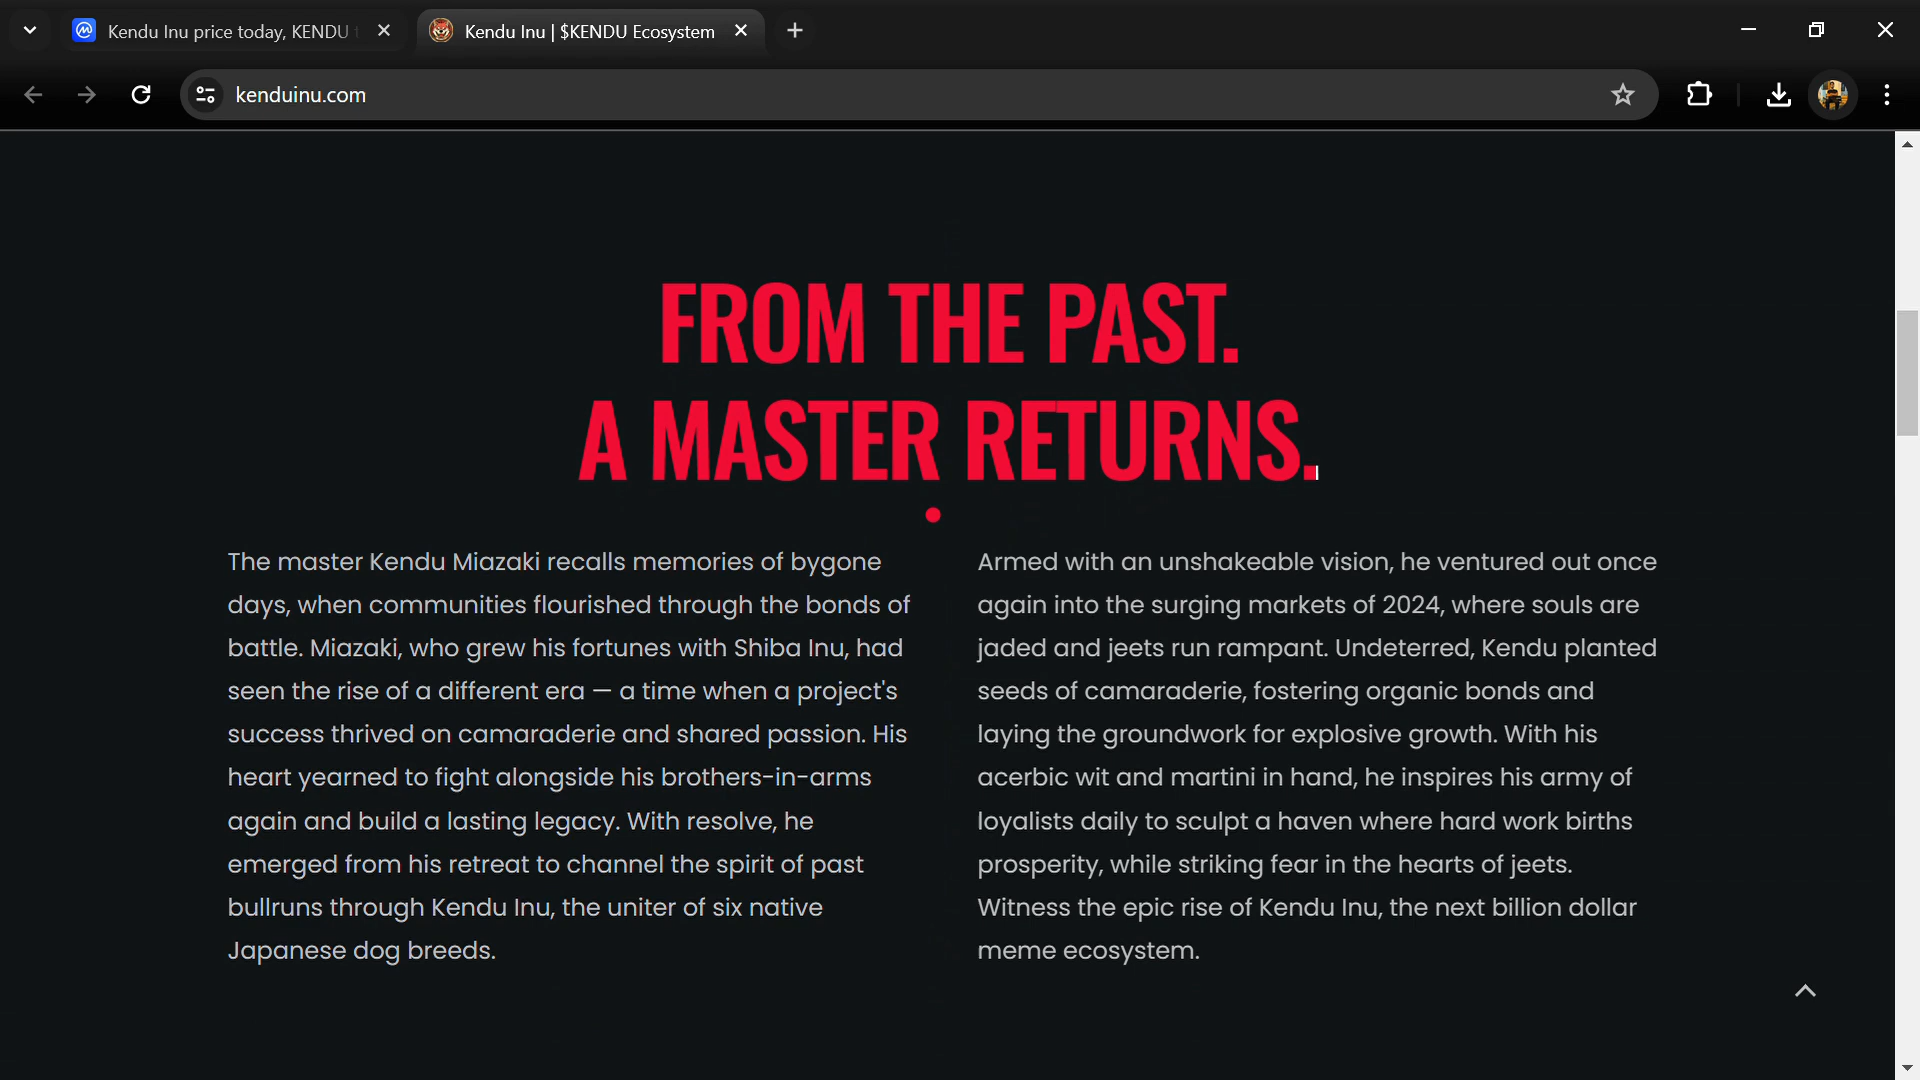 Kendu Inu price today, KENDU
Kendu Inu | $KENDU Ecosystem
kenduinu.com
FROM THE PAST.
A MASTER RETURNS.
The master Kendu Miazaki recalls memories of bygone
days, when communities flourished through the bonds of
battle. Miazaki, who grew his fortunes with Shiba Inu, had
seen the rise of a different era — a time when a project's
success thrived on camaraderie and shared passion. His
heart yearned to fight alongside his brothers-in-arms
again and build a lasting legacy. With resolve, he
emerged from his retreat to channel the spirit of past
bullruns through Kendu Inu, the uniter of six native
Japanese dog breeds.
Armed with an unshakeable vision, he ventured out once
again into the surging markets of 2024, where souls are
jaded and jeets run rampant. Undeterred, Kendu planted
seeds of camaraderie, fostering organic bonds and
laying the groundwork for explosive growth. With his
acerbic wit and martini in hand, he inspires his army of
loyalists daily to sculpt a haven where hard work births
prosperity, while striking fear in the hearts of jeets.
Witness the epic rise of Kendu Inu, the next billion dollar
meme ecosystem.